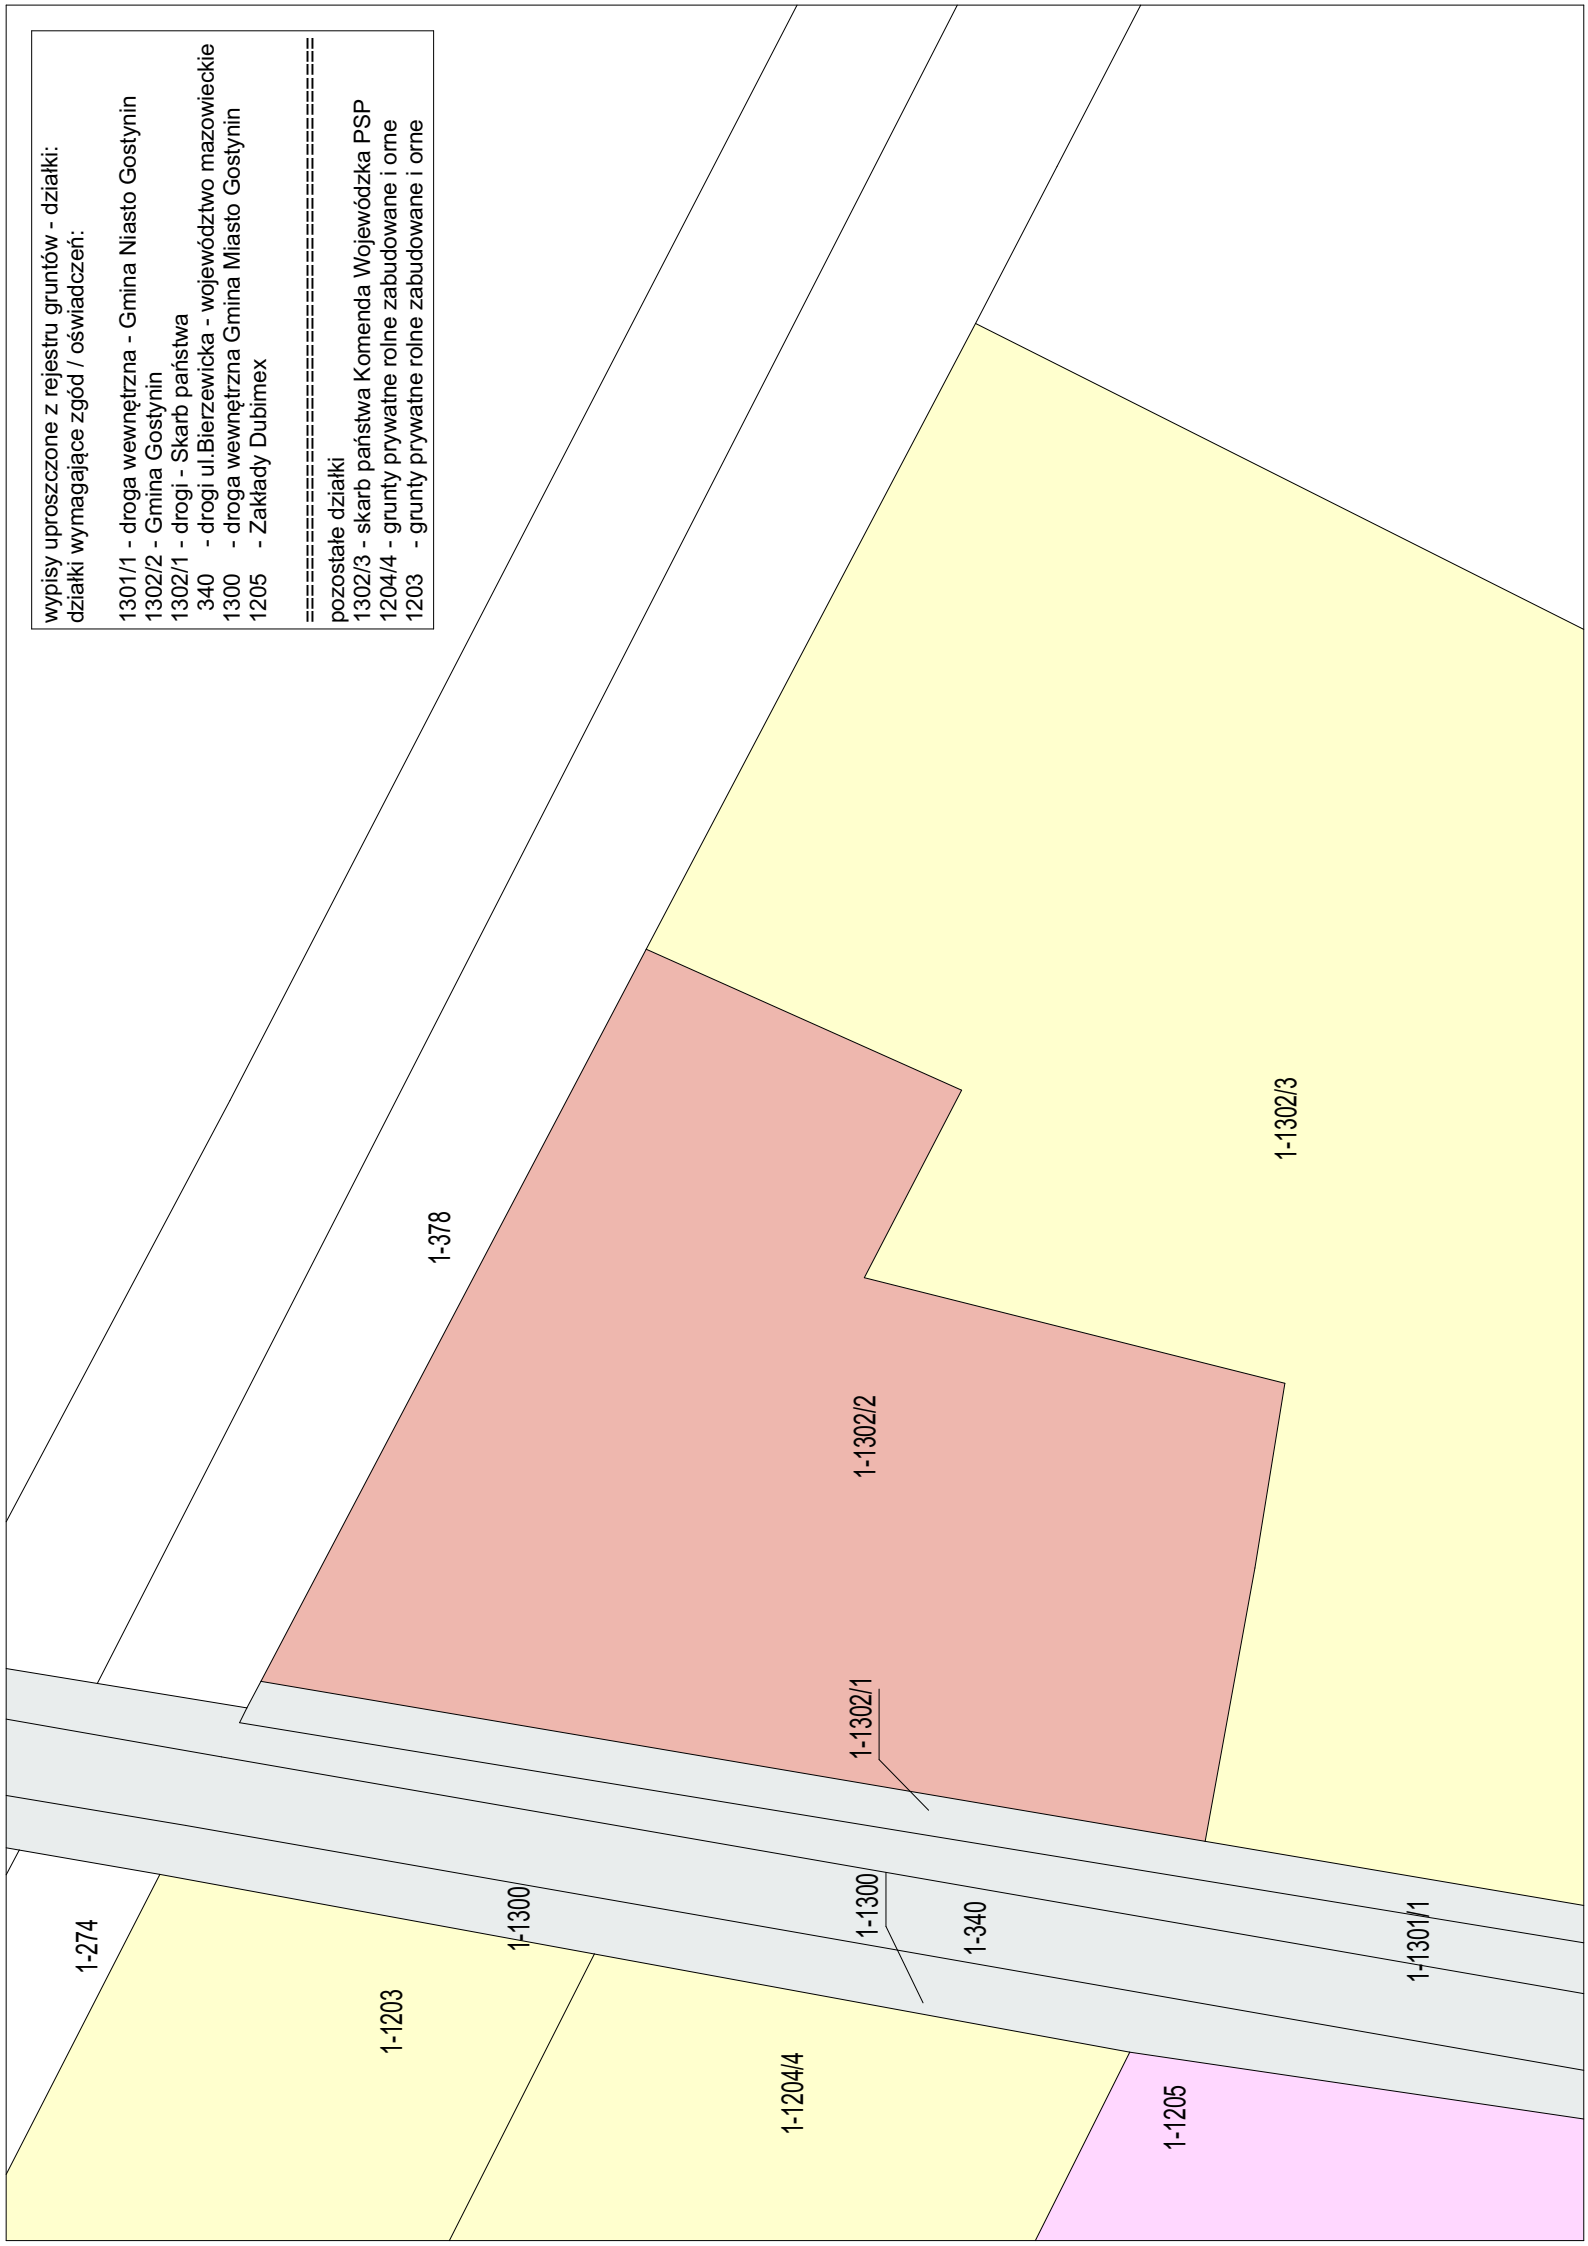 wypisy uproszczone z rejestru gruntów - działki:
działki wymagające zgód / oświadczeń:
1301/1 - droga wewnętrzna - Gmina Niasto Gostynin
1302/2 - Gmina Gostynin
1302/1 - drogi - Skarb państwa
340 - drogi ul.Bierzewicka - województwo mazowieckie
1300 - droga wewnętrzna Gmina Miasto Gostynin
1205 - Zakłady Dubimex
==================================================
pozostałe działki
1302/3 - skarb państwa Komenda Wojewódzka PSP
1204/4 - grunty prywatne rolne zabudowane i orne
1203 - grunty prywatne rolne zabudowane i orne
1-274
1-1203
1-1300
1-1204/4
1-1300
1-340
1-1205
1-1301/1
1-1302/1
1-1302/2
1-378
1-1302/3